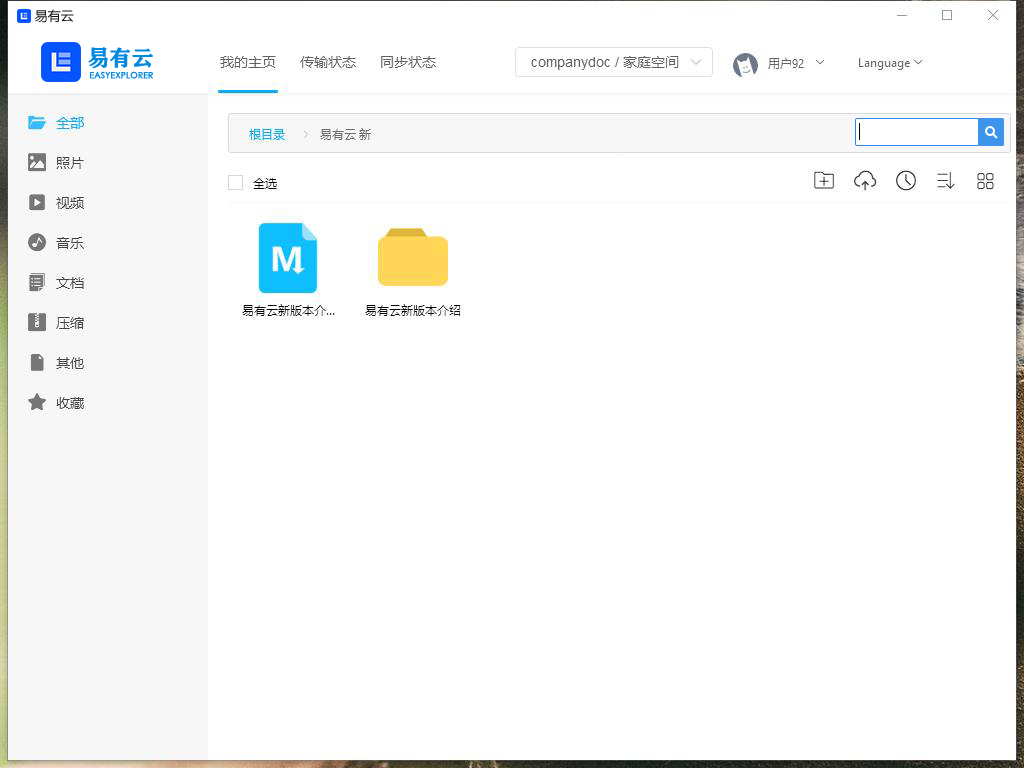 易有云
易有云
EASYEXPLORER
我的主页
传输状态
同步状态
companydoc / 家庭空间
用户92
Language
全部
照片
视频
音乐
文档
压缩
其他
收藏
根目录
易有云 新
全选
M
易有云新版本介...
易有云新版本介绍